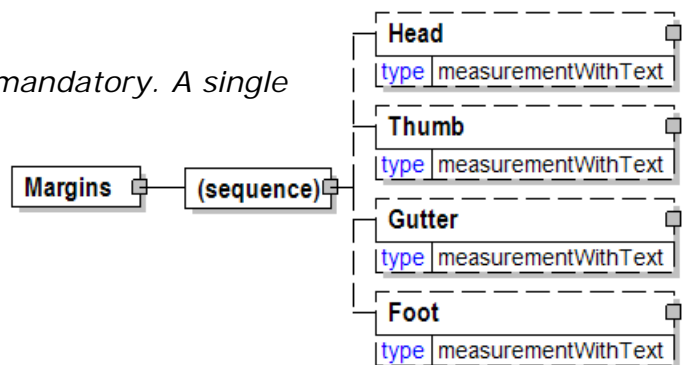 Head
type measurementWithText
mandatory. A single
Thumb
type measurementWithText
Margins (sequence)
Gutter
type measurementWithText
Foot
type measurementWithText